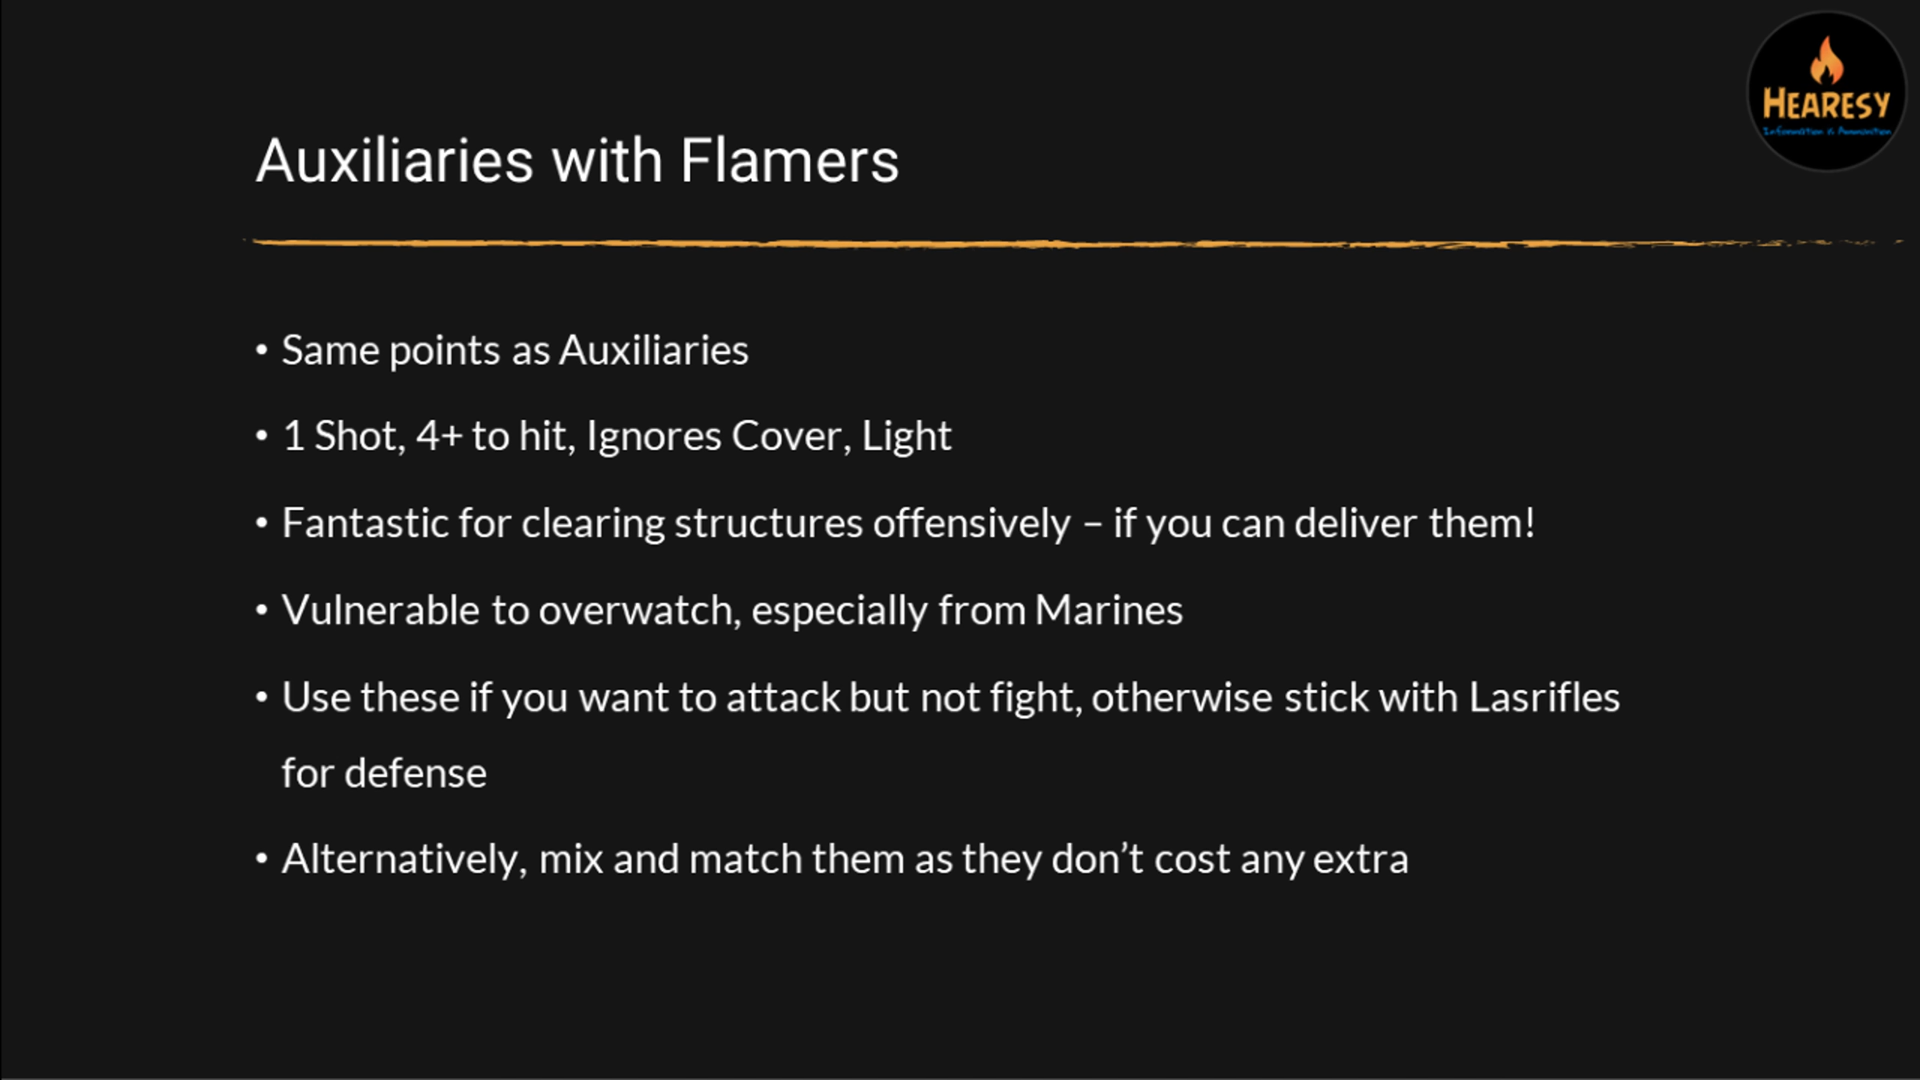 HEARESY
Information & Ammunition
Auxiliaries with Flamers
• Same points as Auxiliaries
• 1 Shot, 4+ to hit, Ignores Cover, Light
• Fantastic for clearing structures offensively – if you can deliver them!
• Vulnerable to overwatch, especially from Marines
• Use these if you want to attack but not fight, otherwise stick with Lasrifles
for defense
• Alternatively, mix and match them as they don’t cost any extra